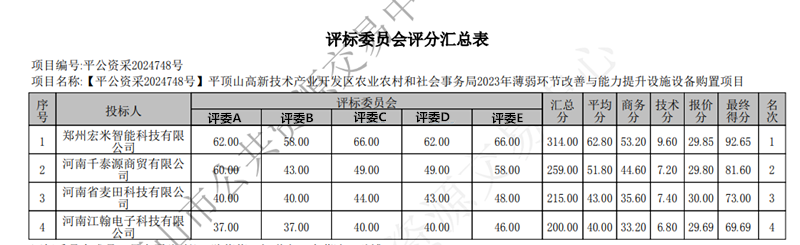 评标委员会评分汇总表
项目编号:平公资采2024748号
项目名称:【平公资采2024748号】平顶山高新技术产业开发区农业农村和社会事务局2023年薄弱环节改善与能力提升设施设备购置项目
序号 投标人 评标委员会 汇总分 平均分 商务分 技术分 报价分 最终得分 名次
评委A 评委B 评委C 评委D 评委E
1 郑州宏米智能科技有限公司 62.00 58.00 66.00 62.00 66.00 314.00 62.80 53.20 9.60 29.85 92.65 1
2 河南千泰源商贸有限公司 60.00 43.00 49.00 49.00 58.00 259.00 51.80 44.60 7.20 29.80 81.60 2
3 河南省麦田科技有限公司 40.00 40.00 44.00 43.00 48.00 215.00 43.00 35.60 7.40 30.00 73.00 3
4 河南江翰电子科技有限公司 37.00 37.00 40.00 40.00 46.00 200.00 40.00 33.20 6.80 29.69 69.69 4